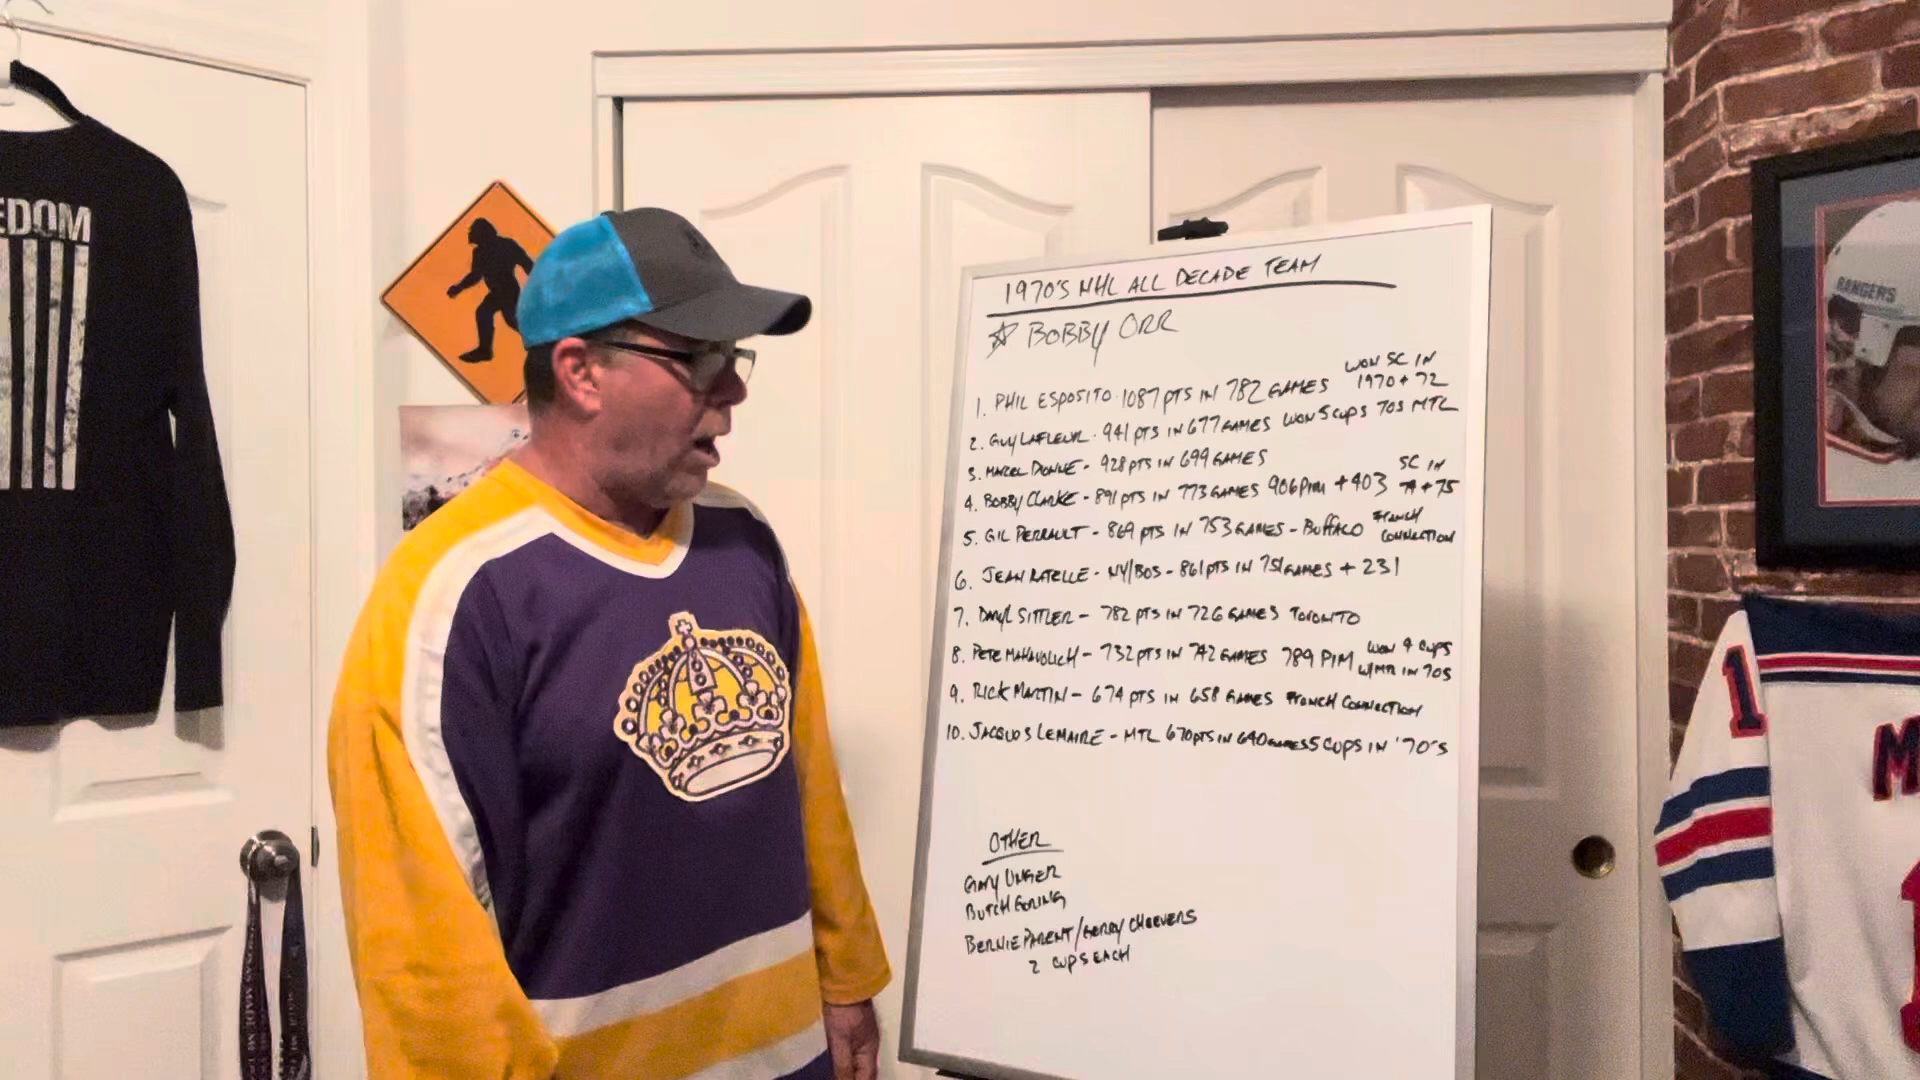 EDOM
1970'S NHL ALL DECADE TEAM
BOBBY ORR
1. PHIL ESPOSITO · 1087 PTS IN 782 GAMES WON SC IN 1970 + 72
2. GUY LAFLEUR · 941 PTS IN 677 GAMES WON 5 CUPS 70S MTL
3. MARCEL DIONNE - 928 PTS IN 699 GAMES
4. BOBBY CLARKE - 891 PTS IN 773 GAMES 906 PIM +403 SC IN 74 + 75
5. GIL PERRAULT - 869 PTS IN 753 GAMES - BUFFALO FRENCH CONNECTION
6. JEAN RATELLE - NY/BOS - 861 PTS IN 751 GAMES + 231
7. DARYL SITTLER - 782 PTS IN 726 GAMES TORONTO
8. PETE MAHAVOLICH - 732 PTS IN 742 GAMES 789 PIM WON 4 CUPS W/MTR IN 70S
9. RICK MARTIN - 674 PTS IN 658 GAMES FRENCH CONNECTION
10. JACQUES LEMAIRE - MTL 670 PTS IN 640 GAMES 5 CUPS IN '70'S
OTHER
GARY UNGER
BUTCH GORING
BERNIE PARENT / GERRY CHEEVERS
2 CUPS EACH
RANGERS
1
M
1